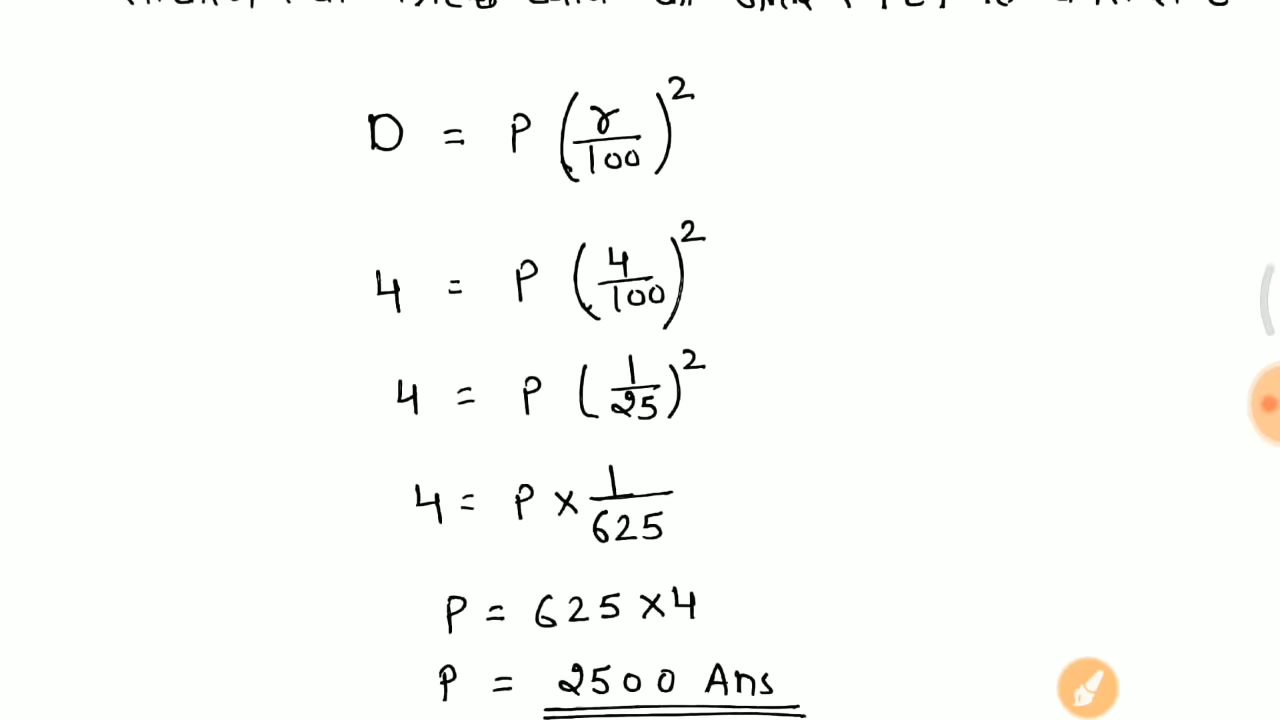 D = P (r/100)²
4 = P (4/100)²
4 = P (1/25)²
4 = P × 1/625
P = 625 × 4
P = 2500 Ans